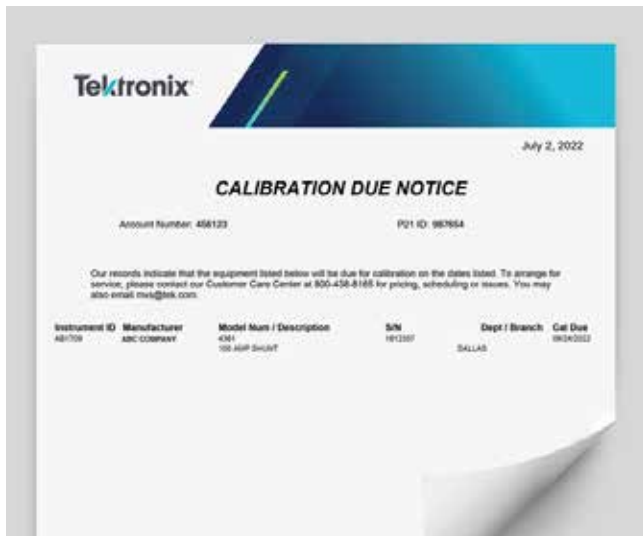 Tektronix
July 2, 2022
CALIBRATION DUE NOTICE
Account Number: 456123 P21 ID: 987654
Our records indicate that the equipment listed below will be due for calibration on the dates listed. To arrange for
service, please contact our Customer Care Center at 800-438-8165 for pricing, scheduling or issues. You may
also email mvs@tek.com.
Instrument ID Manufacturer Model Num / Description S/N Dept / Branch Cal Due
ABC COMPANY 4361
100 AMP SHUNT DALLAS